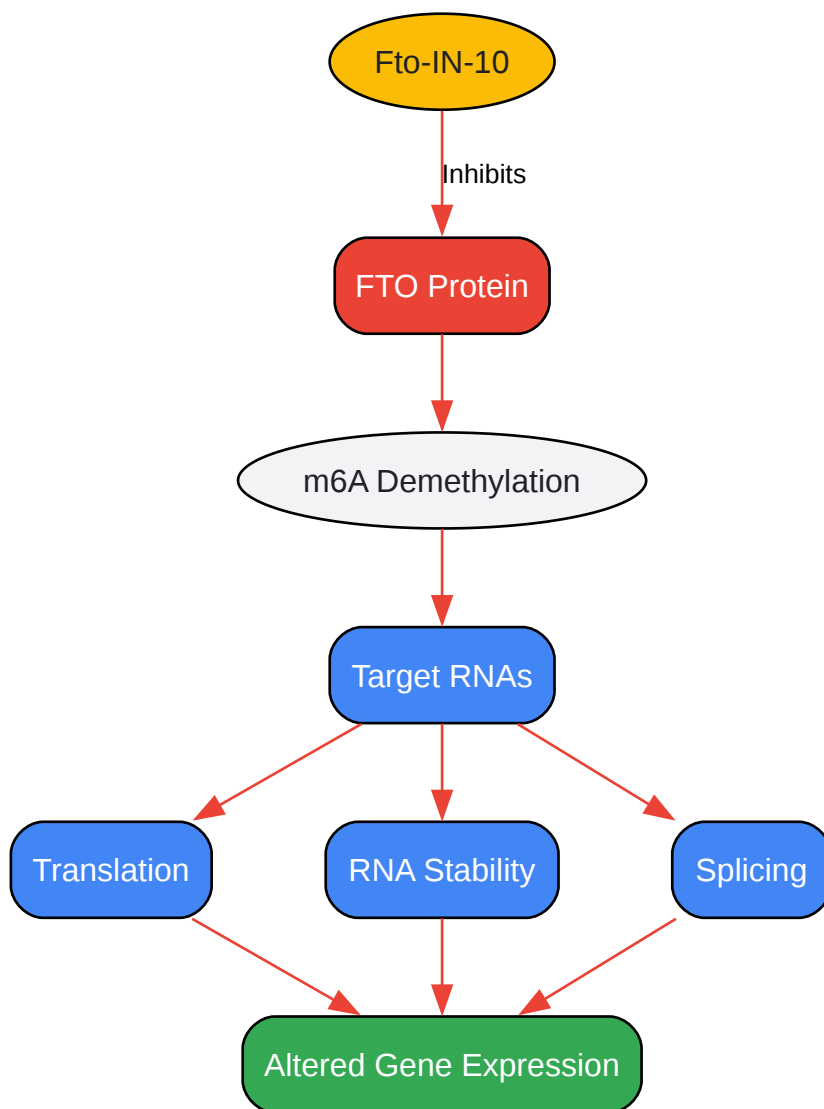 Fto-IN-10
Inhibits
FTO Protein
m6A Demethylation
Target RNAs
Translation
RNA Stability
Splicing
Altered Gene Expression